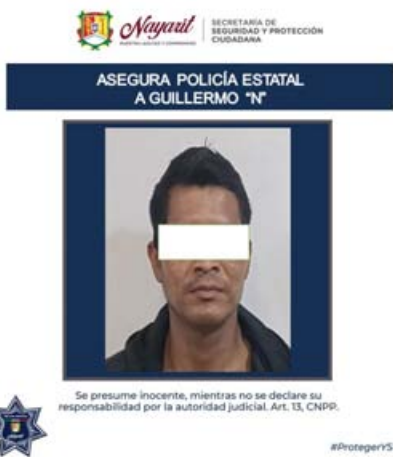 Nayarit
SECRETARÍA DE
SEGURIDAD Y PROTECCIÓN
CIUDADANA
ASEGURA POLICÍA ESTATAL
A GUILLERMO "N"
Se presume inocente, mientras no se declare su
responsabilidad por la autoridad judicial. Art. 13, CNPP.
#ProtegerYS